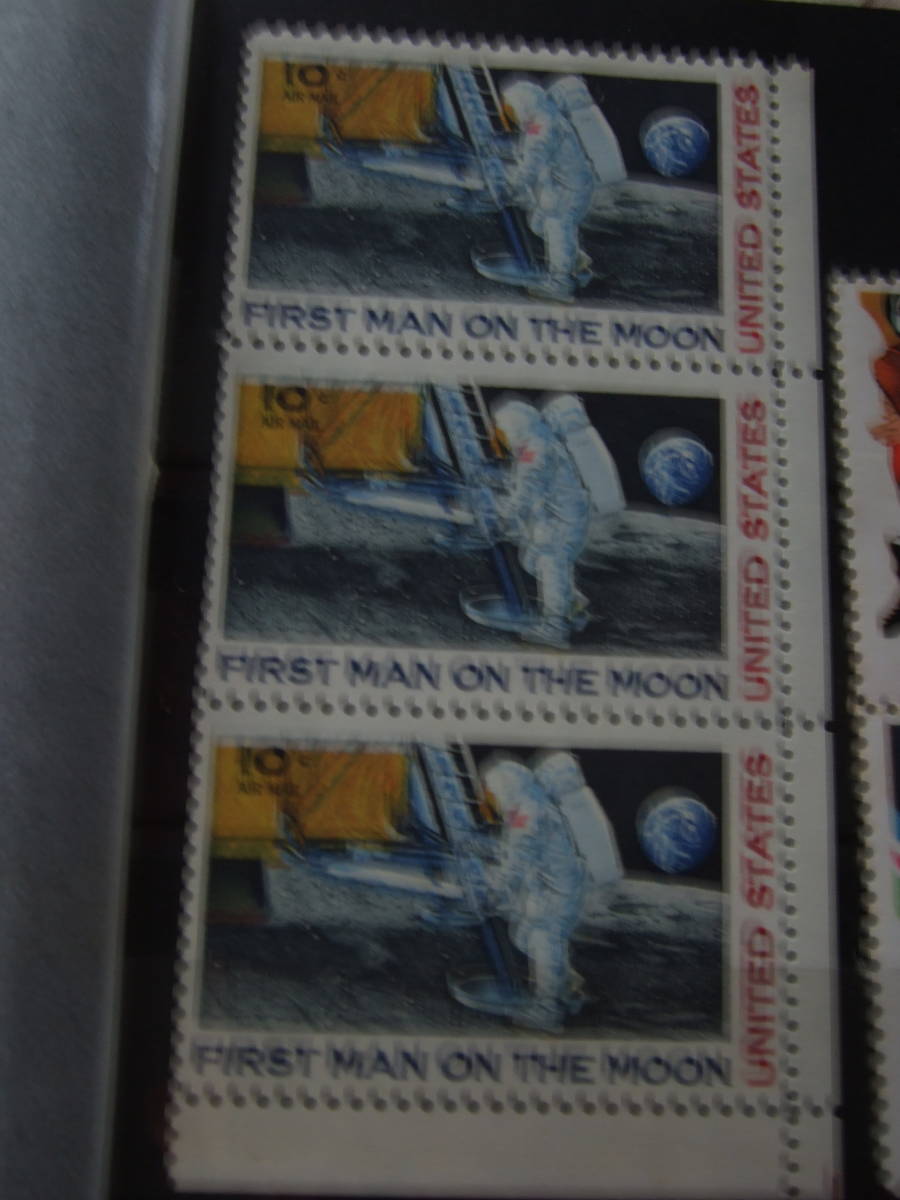 10¢
AIR MAIL
UNITED STATES
FIRST MAN ON THE MOON
10¢
AIR MAIL
UNITED STATES
FIRST MAN ON THE MOON
10¢
AIR MAIL
UNITED STATES
FIRST MAN ON THE MOON